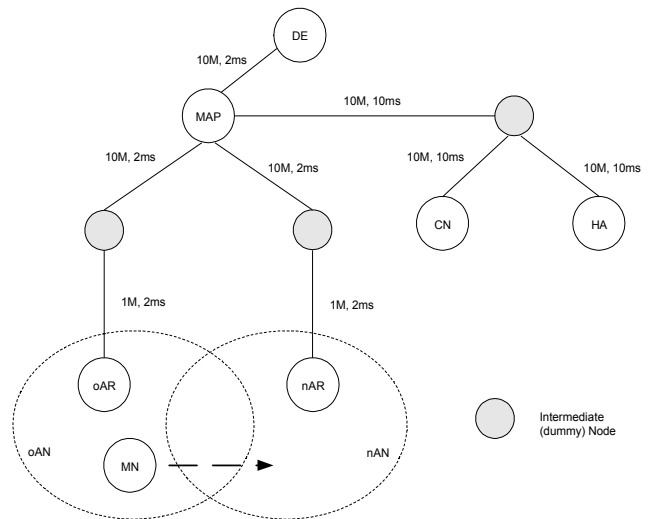 DE
10M, 2ms
10M, 10ms
MAP
10M, 2ms
10M, 2ms
10M, 10ms
10M, 10ms
CN
HA
1M, 2ms
1M, 2ms
oAR
nAR
Intermediate
(dummy) Node
oAN
nAN
MN